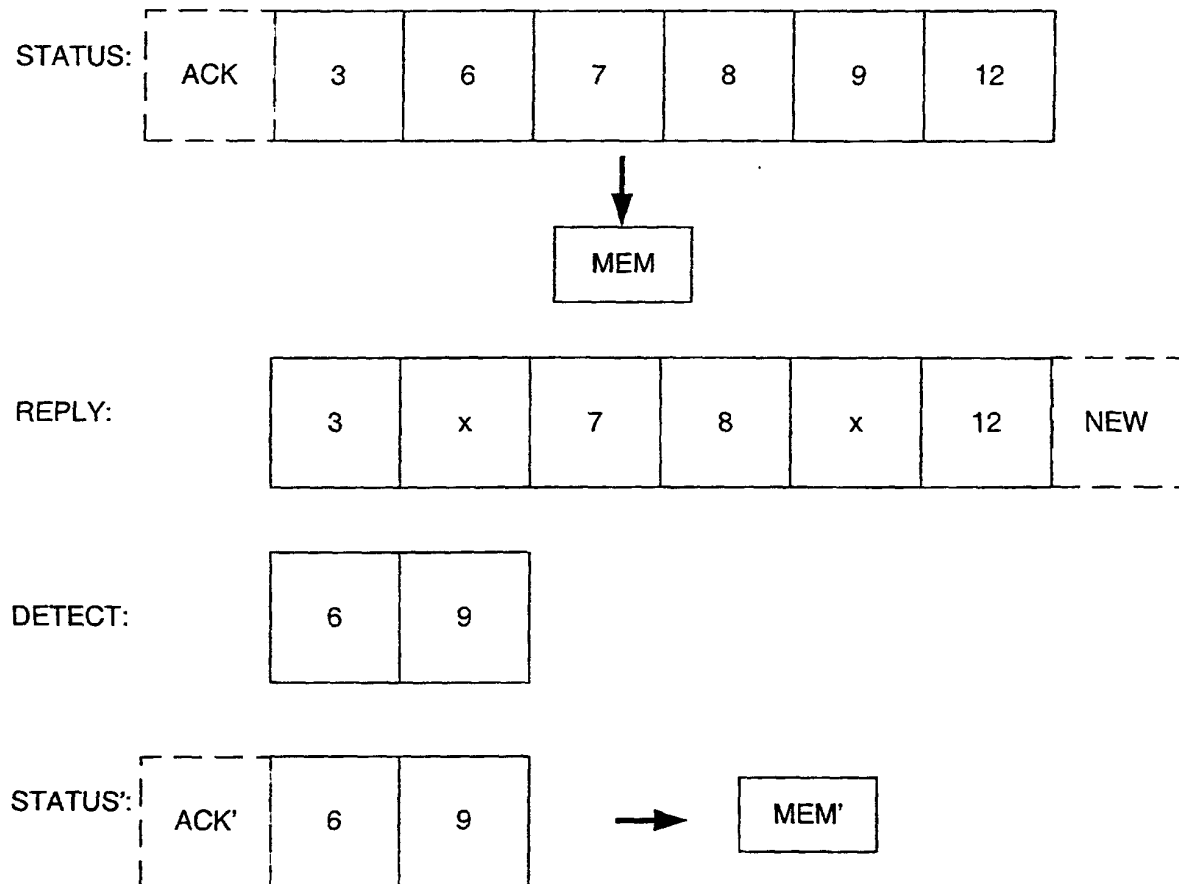 STATUS: ACK 3 6 7 8 9 12
MEM
REPLY: 3 x 7 8 x 12 NEW
DETECT: 6 9
STATUS': ACK' 6 9 MEM'